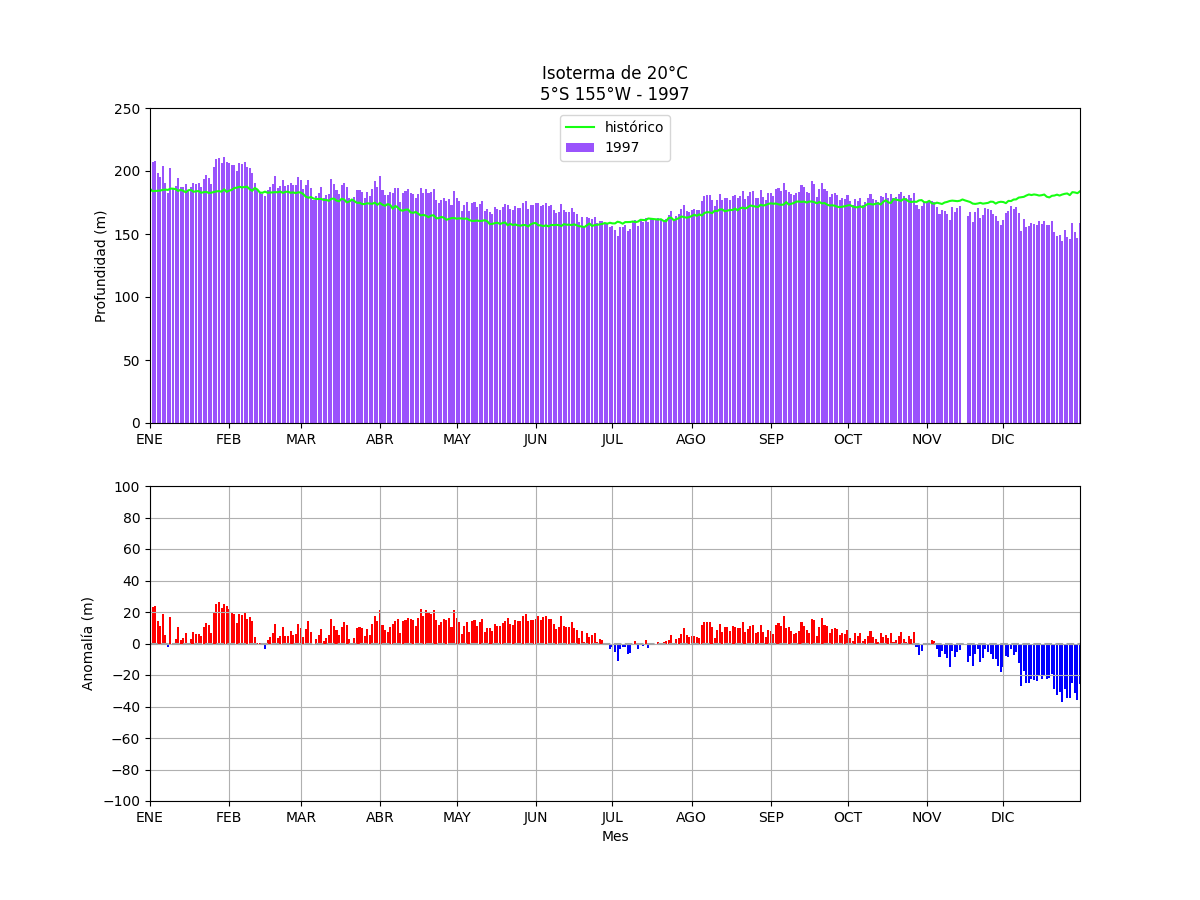 Isoterma de 20°C
5°S 155°W - 1997
histórico
1997
Profundidad (m)
250
200
150
100
50
0
ENE FEB MAR ABR MAY JUN JUL AGO SEP OCT NOV DIC
Anomalía (m)
100
80
60
40
20
0
−20
−40
−60
−80
−100
ENE FEB MAR ABR MAY JUN JUL AGO SEP OCT NOV DIC
Mes